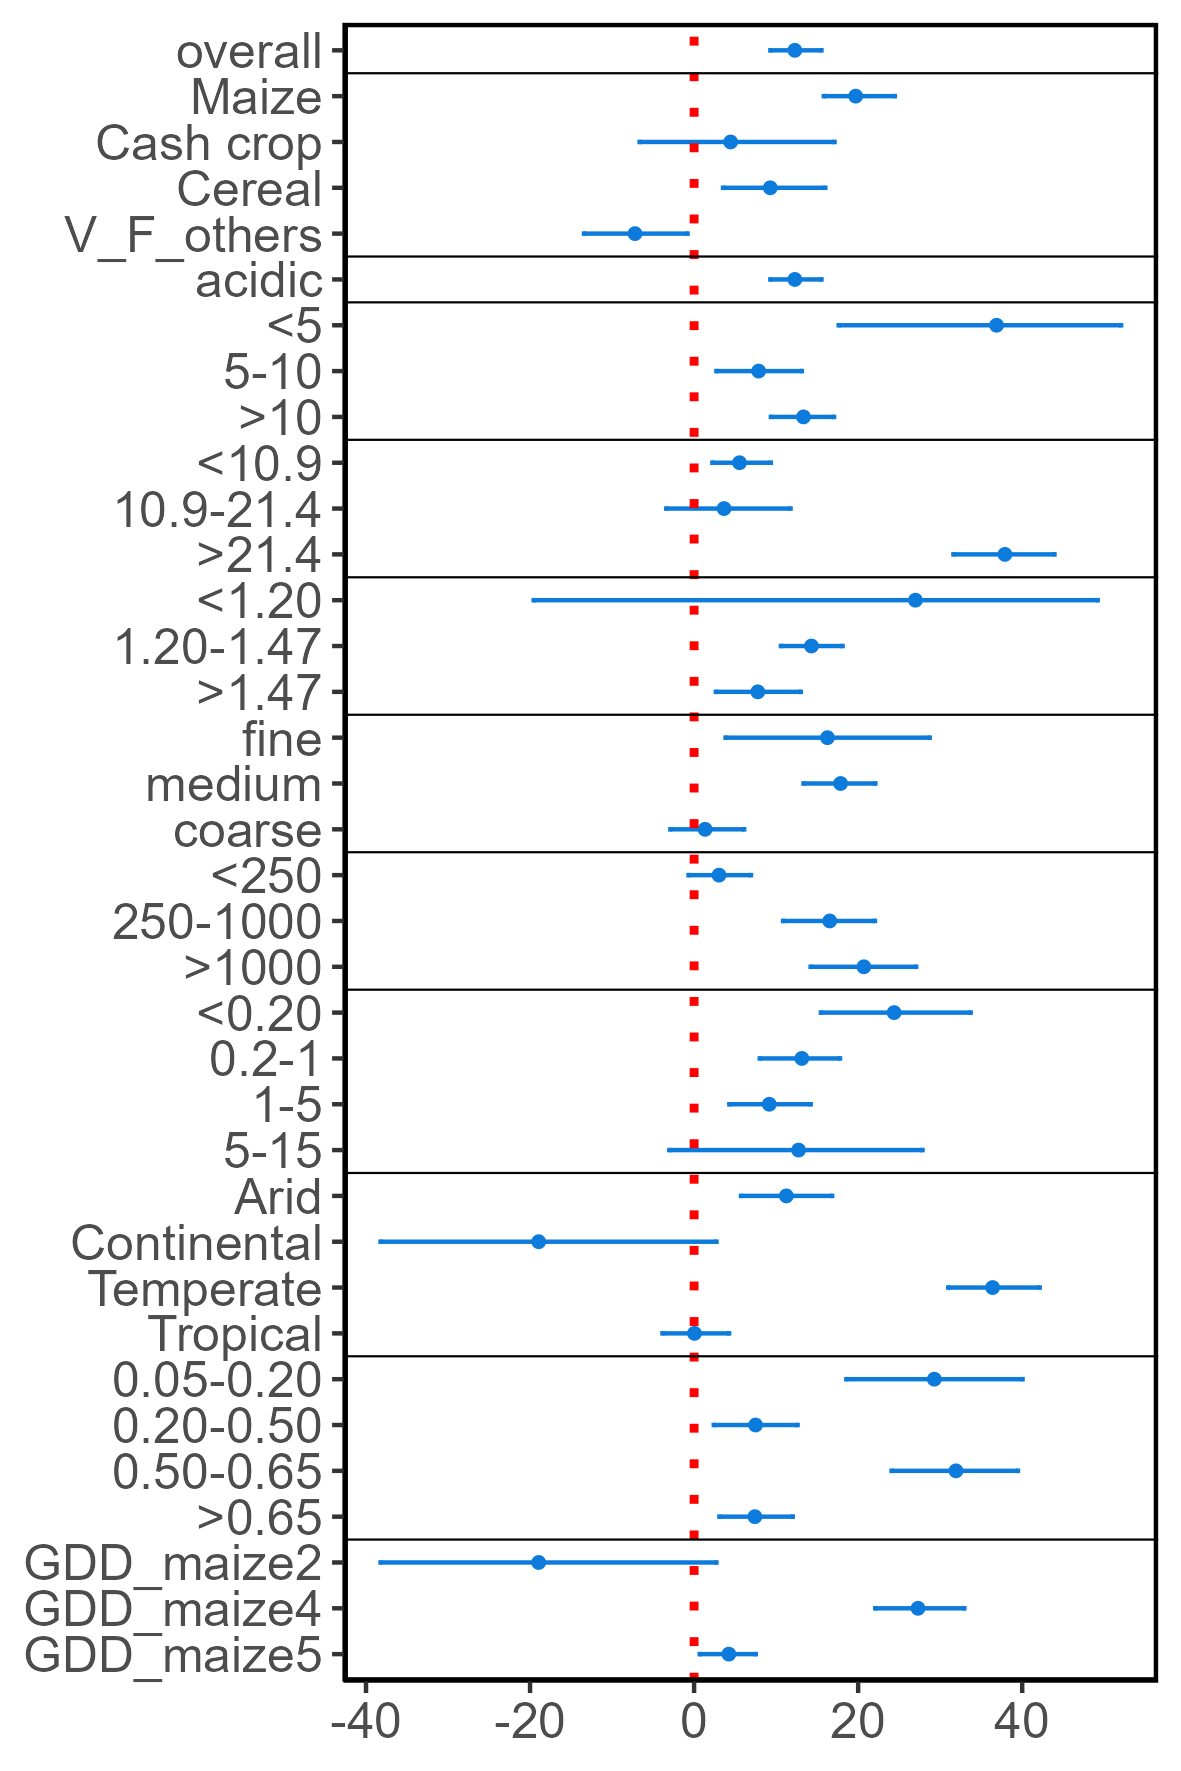 overall
Maize
Cash crop
Cereal
V_F_others
acidic
<5
5-10
>10
<10.9
10.9-21.4
>21.4
<1.20
1.20-1.47
>1.47
fine
medium
coarse
<250
250-1000
>1000
<0.20
0.2-1
1-5
5-15
Arid
Continental
Temperate
Tropical
0.05-0.20
0.20-0.50
0.50-0.65
>0.65
GDD_maize2
GDD_maize4
GDD_maize5
-40 -20 0 20 40